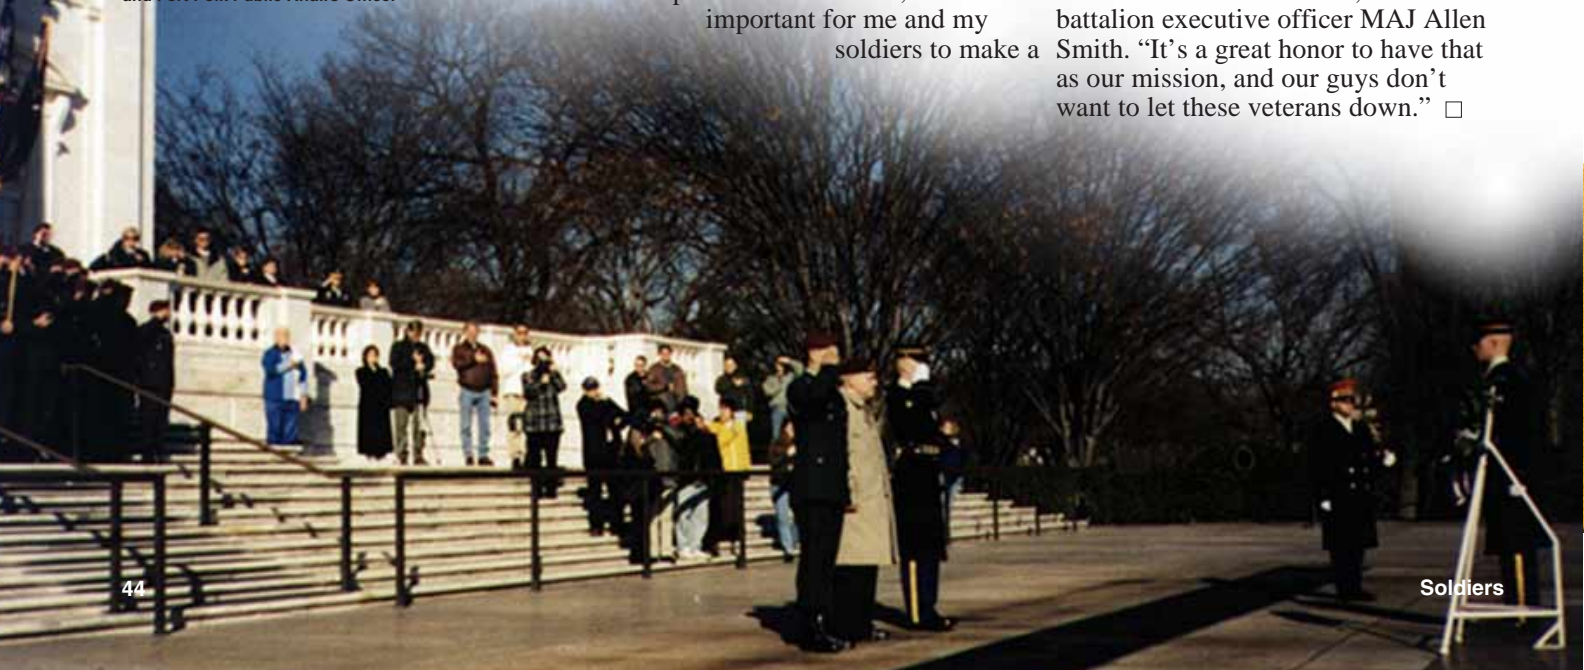 important for me and my
soldiers to make a
battalion executive officer MAJ Allen
Smith. “It’s a great honor to have that
as our mission, and our guys don’t
want to let these veterans down.” □
44
Soldiers